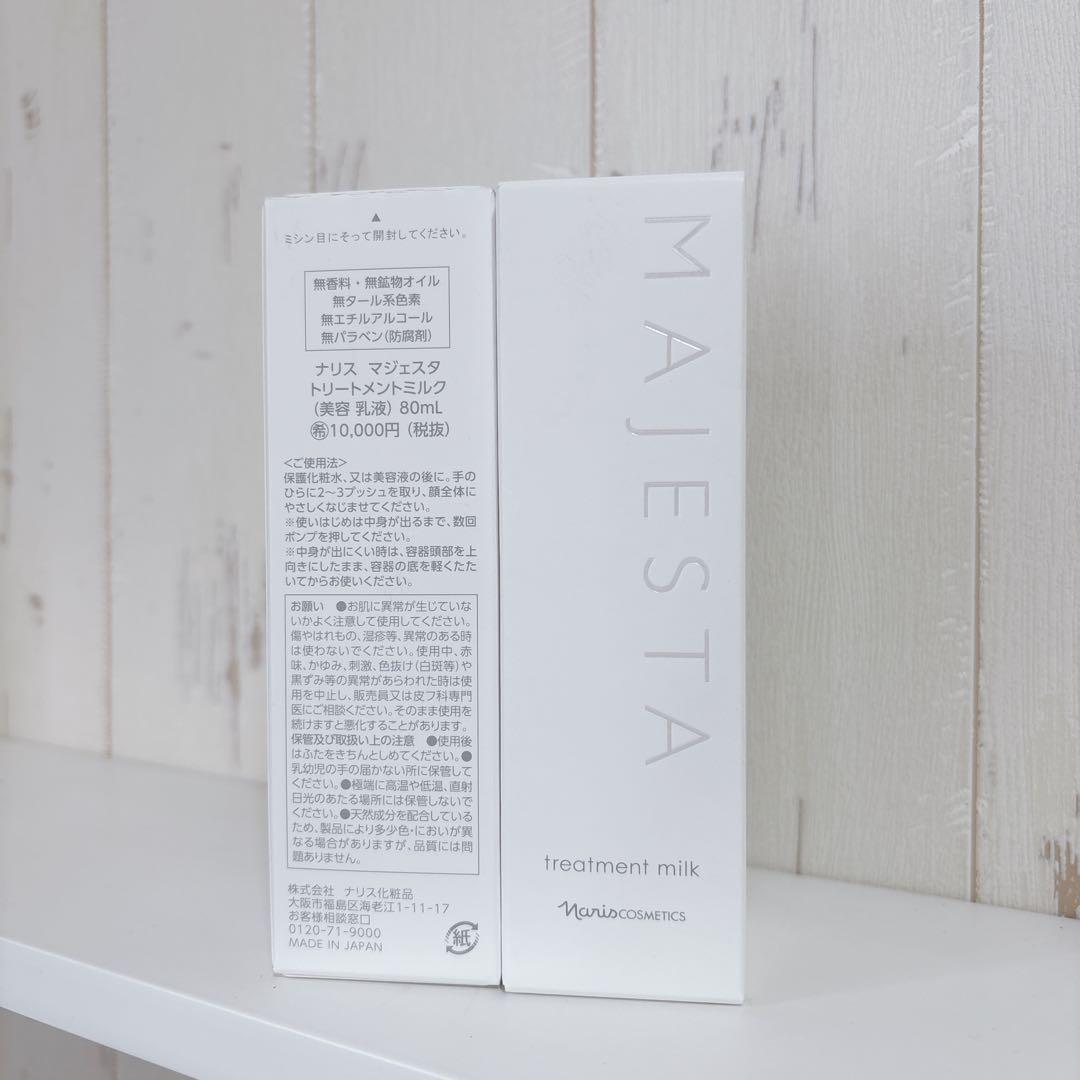 ▲
ミシン目にそって開封してください。
無香料・無鉱物オイル
無タール系色素
無エチルアルコール
無パラベン(防腐剤)
ナリス マジェスタ
トリートメントミルク
(美容 乳液) 80mL
㊒10,000円 (税抜)
<ご使用法>
保護化粧水、又は美容液の後に。手の
ひらに2〜3プッシュを取り、顔全体に
やさしくなじませてください。
※使いはじめは中身が出るまで、数回
ポンプを押してください。
※中身が出にくい時は、容器頭部を上
向きにしたまま、容器の底を軽くたた
いてからお使いください。
お願い ●お肌に異常が生じていな
いかよく注意して使用してください。
傷やはれもの、湿疹等、異常のある時
は使わないでください。使用中、赤
味、かゆみ、刺激、色抜け(白斑等)や
黒ずみ等の異常があらわれた時は使
用を中止し、販売員又は皮フ科専門
医にご相談ください。そのまま使用を
続けますと悪化することがあります。
保管及び取扱い上の注意 ●使用後
はふたをきちんとしめてください。●
乳幼児の手の届かない所に保管して
ください。●極端に高温や低温、直射
日光のあたる場所には保管しないで
ください。●天然成分を配合している
ため、製品により多少色・においが異
なる場合がありますが、品質には問
題ありません。
株式会社 ナリス化粧品
大阪市福島区海老江1-11-17
お客様相談窓口
0120-71-9000
MADE IN JAPAN
紙
MAJESTA
treatment milk
naris COSMETICS